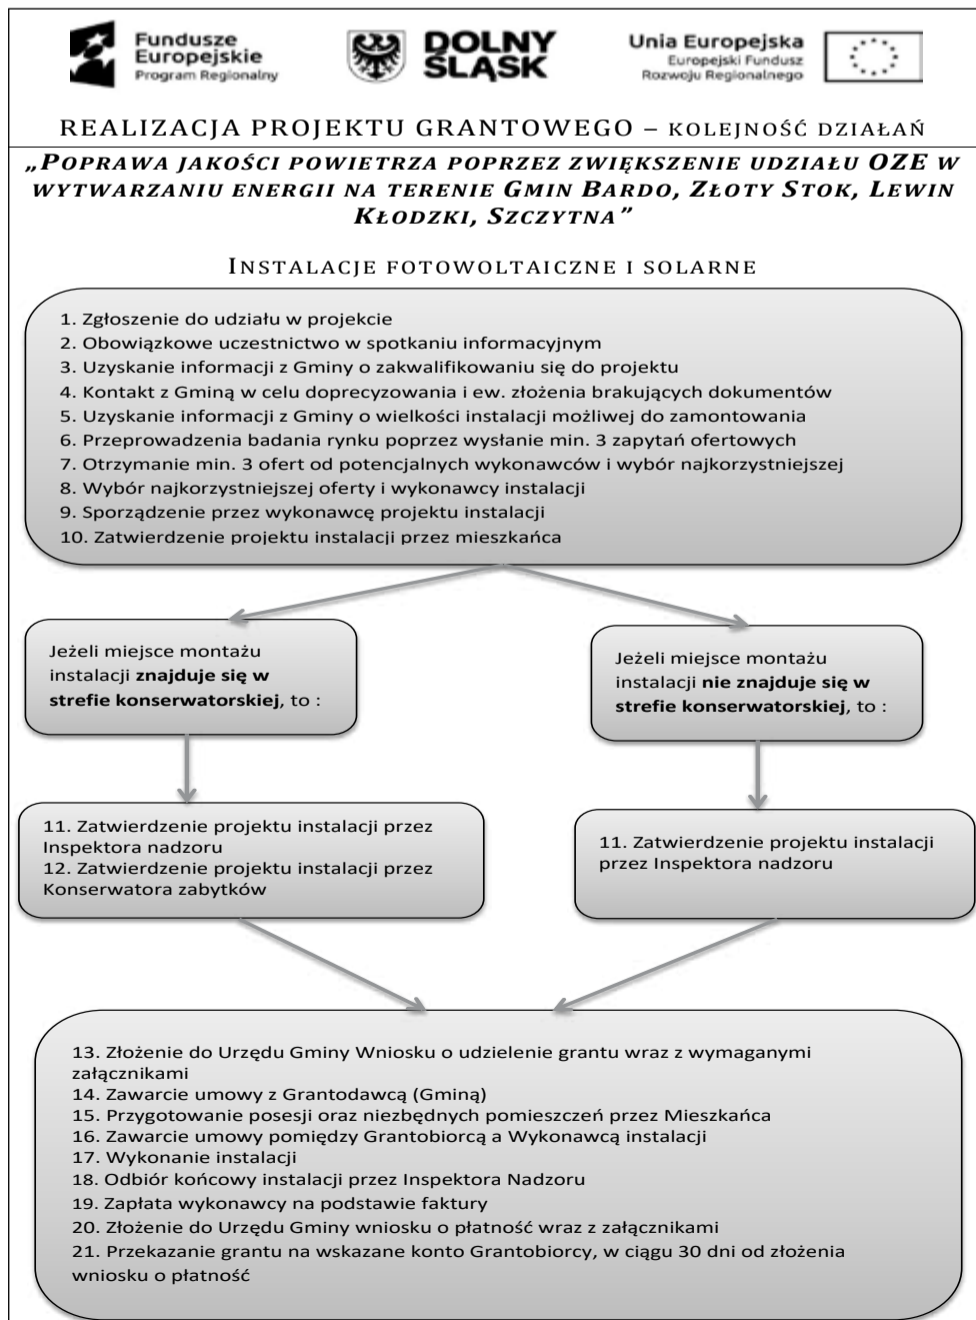 Fundusze
Europejskie
Program Regionalny
DOLNY
ŚLĄSK
Unia Europejska
Europejski Fundusz
Rozwoju Regionalnego
REALIZACJA PROJEKTU GRANTOWEGO – KOLEJNOŚĆ DZIAŁAŃ
„POPRAWA JAKOŚCI POWIETRZA POPRZEZ ZWIĘKSZENIE UDZIAŁU OZE W
WYTWARZANIU ENERGII NA TERENIE GMIN BARDO, ZŁOTY STOK, LEWIN
KŁODZKI, SZCZYTNA”
INSTALACJE FOTOWOLTAICZNE I SOLARNE
1. Zgłoszenie do udziału w projekcie
2. Obowiązkowe uczestnictwo w spotkaniu informacyjnym
3. Uzyskanie informacji z Gminy o zakwalifikowaniu się do projektu
4. Kontakt z Gminą w celu doprecyzowania i ew. złożenia brakujących dokumentów
5. Uzyskanie informacji z Gminy o wielkości instalacji możliwej do zamontowania
6. Przeprowadzenia badania rynku poprzez wysłanie min. 3 zapytań ofertowych
7. Otrzymanie min. 3 ofert od potencjalnych wykonawców i wybór najkorzystniejszej
8. Wybór najkorzystniejszej oferty i wykonawcy instalacji
9. Sporządzenie przez wykonawcę projektu instalacji
10. Zatwierdzenie projektu instalacji przez mieszkańca
Jeżeli miejsce montażu
instalacji znajduje się w
strefie konserwatorskiej, to :
Jeżeli miejsce montażu
instalacji nie znajduje się w
strefie konserwatorskiej, to :
11. Zatwierdzenie projektu instalacji przez
Inspektora nadzoru
12. Zatwierdzenie projektu instalacji przez
Konserwatora zabytków
11. Zatwierdzenie projektu instalacji
przez Inspektora nadzoru
13. Złożenie do Urzędu Gminy Wniosku o udzielenie grantu wraz z wymaganymi
załącznikami
14. Zawarcie umowy z Grantodawcą (Gminą)
15. Przygotowanie posesji oraz niezbędnych pomieszczeń przez Mieszkańca
16. Zawarcie umowy pomiędzy Grantobiorcą a Wykonawcą instalacji
17. Wykonanie instalacji
18. Odbiór końcowy instalacji przez Inspektora Nadzoru
19. Zapłata wykonawcy na podstawie faktury
20. Złożenie do Urzędu Gminy wniosku o płatność wraz z załącznikami
21. Przekazanie grantu na wskazane konto Grantobiorcy, w ciągu 30 dni od złożenia
wniosku o płatność